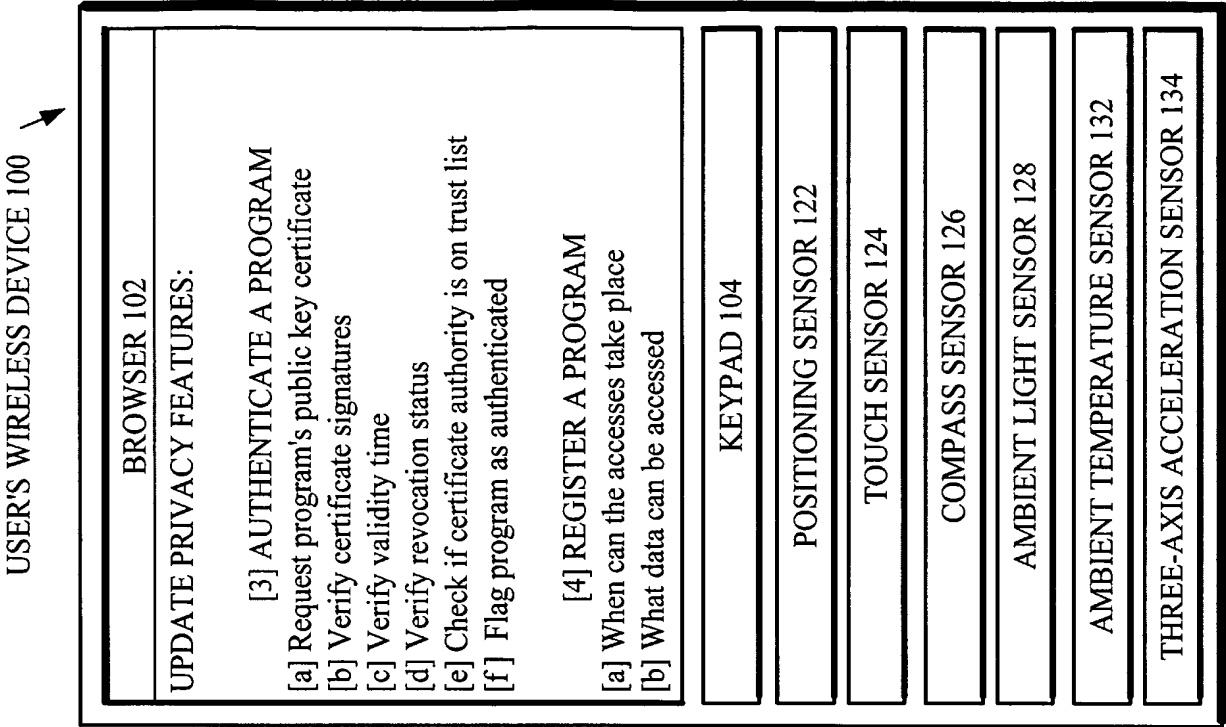 USER'S WIRELESS DEVICE 100
BROWSER 102
UPDATE PRIVACY FEATURES:
[3] AUTHENTICATE A PROGRAM
[a] Request program's public key certificate
[b] Verify certificate signatures
[c] Verify validity time
[d] Verify revocation status
[e] Check if certificate authority is on trust list
[f] Flag program as authenticated
[4] REGISTER A PROGRAM
[a] When can the accesses take place
[b] What data can be accessed
KEYPAD 104
POSITIONING SENSOR 122
TOUCH SENSOR 124
COMPASS SENSOR 126
AMBIENT LIGHT SENSOR 128
AMBIENT TEMPERATURE SENSOR 132
THREE-AXIS ACCELERATION SENSOR 134